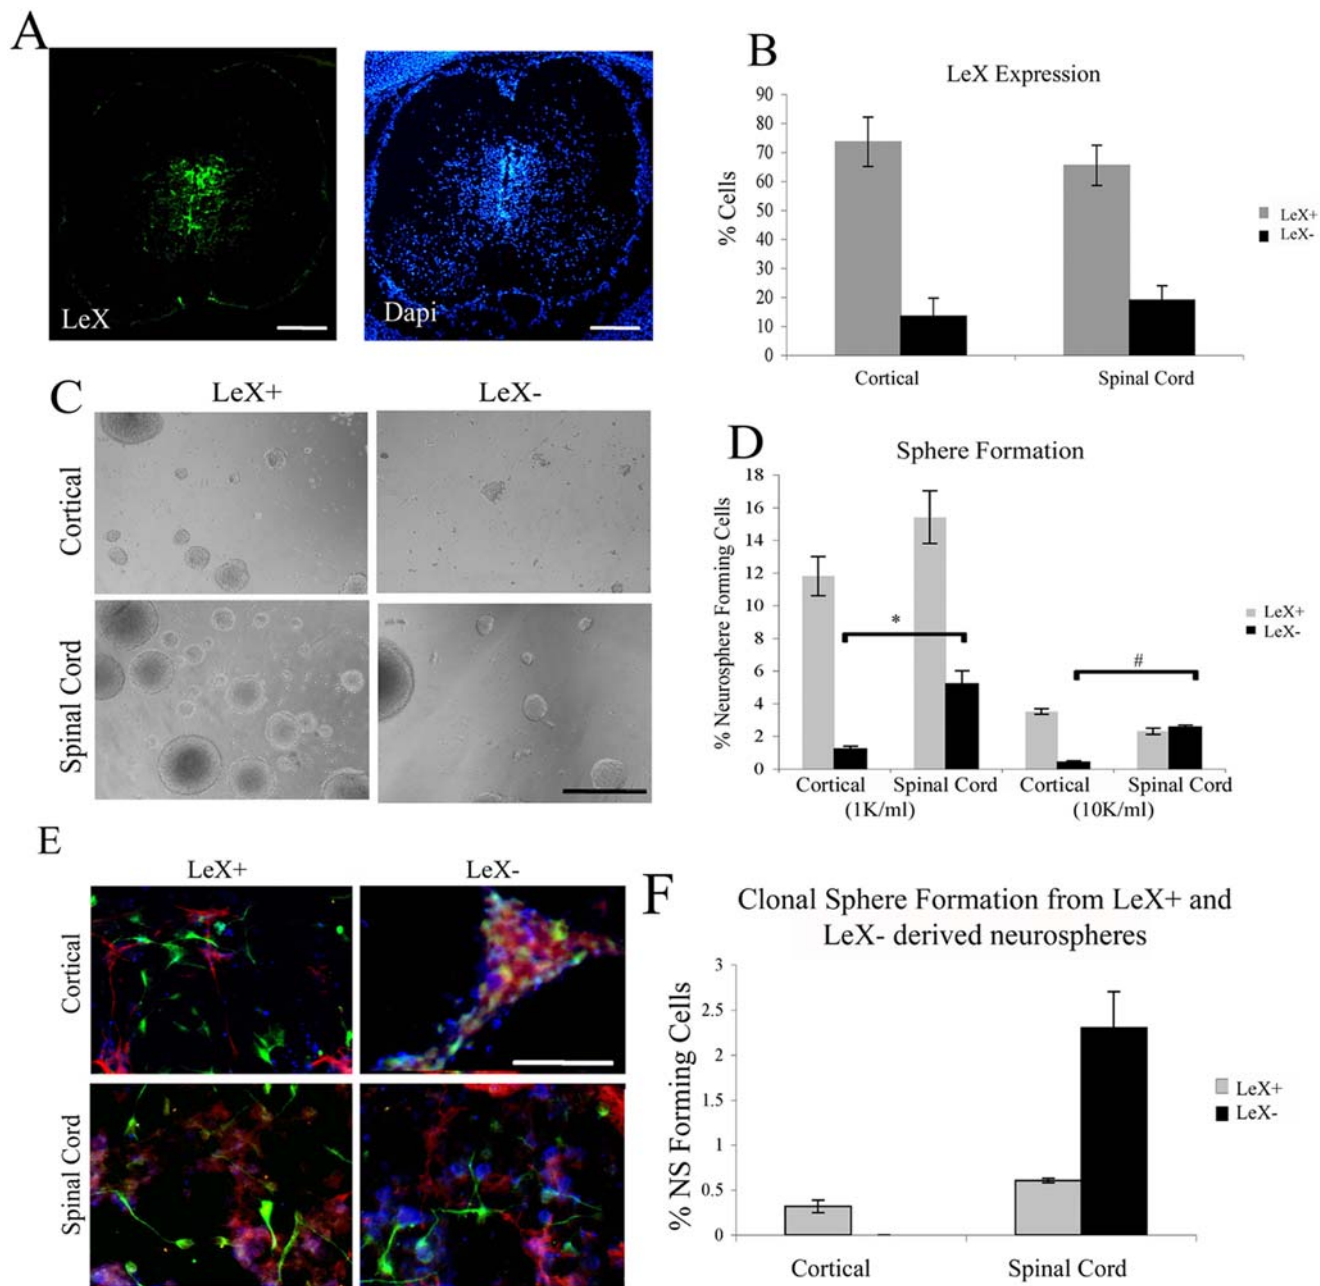 A
LeX
Dapi
B
LeX Expression
% Cells
90
80
70
60
50
40
30
20
10
0
Cortical
Spinal Cord
LeX+
LeX-
C
LeX+
LeX-
Cortical
Spinal Cord
D
Sphere Formation
% Neurosphere Forming Cells
18
16
14
12
10
8
6
4
2
0
*
#
LeX+
LeX-
Cortical
Spinal Cord
Cortical
Spinal Cord
(1K/ml)
(10K/ml)
E
LeX+
LeX-
Cortical
Spinal Cord
F
Clonal Sphere Formation from LeX+ and
LeX- derived neurospheres
% NS Forming Cells
3
2.5
2
1.5
1
0.5
0
LeX+
LeX-
Cortical
Spinal Cord